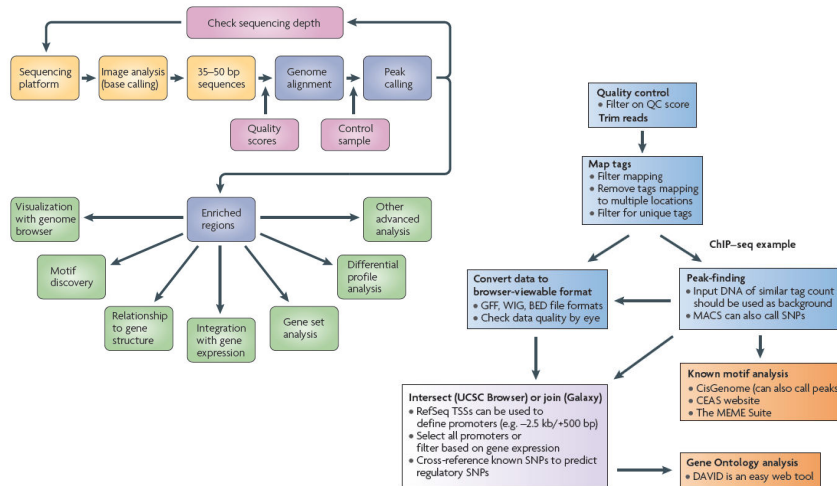 Check sequencing depth
Sequencing
platform
Image analysis
(base calling)
35–50 bp
sequences
Genome
alignment
Peak
calling
Quality
scores
Control
sample
Enriched
regions
Visualization
with genome
browser
Motif
discovery
Relationship
to gene
structure
Integration
with gene
expression
Gene set
analysis
Differential
profile
analysis
Other
advanced
analysis
Quality control
• Filter on QC score
Trim reads
Map tags
• Filter mapping
• Remove tags mapping
to multiple locations
• Filter for unique tags
ChIP–seq example
Convert data to
browser-viewable format
• GFF, WIG, BED file formats
• Check data quality by eye
Peak-finding
• Input DNA of similar tag count
should be used as background
• MACS can also call SNPs
Known motif analysis
• CisGenome (can also call peaks
• CEAS website
• The MEME Suite
Intersect (UCSC Browser) or join (Galaxy)
• RefSeq TSSs can be used to
define promoters (e.g. –2.5 kb/+500 bp)
• Select all promoters or
filter based on gene expression
• Cross-reference known SNPs to predict
regulatory SNPs
Gene Ontology analysis
• DAVID is an easy web tool